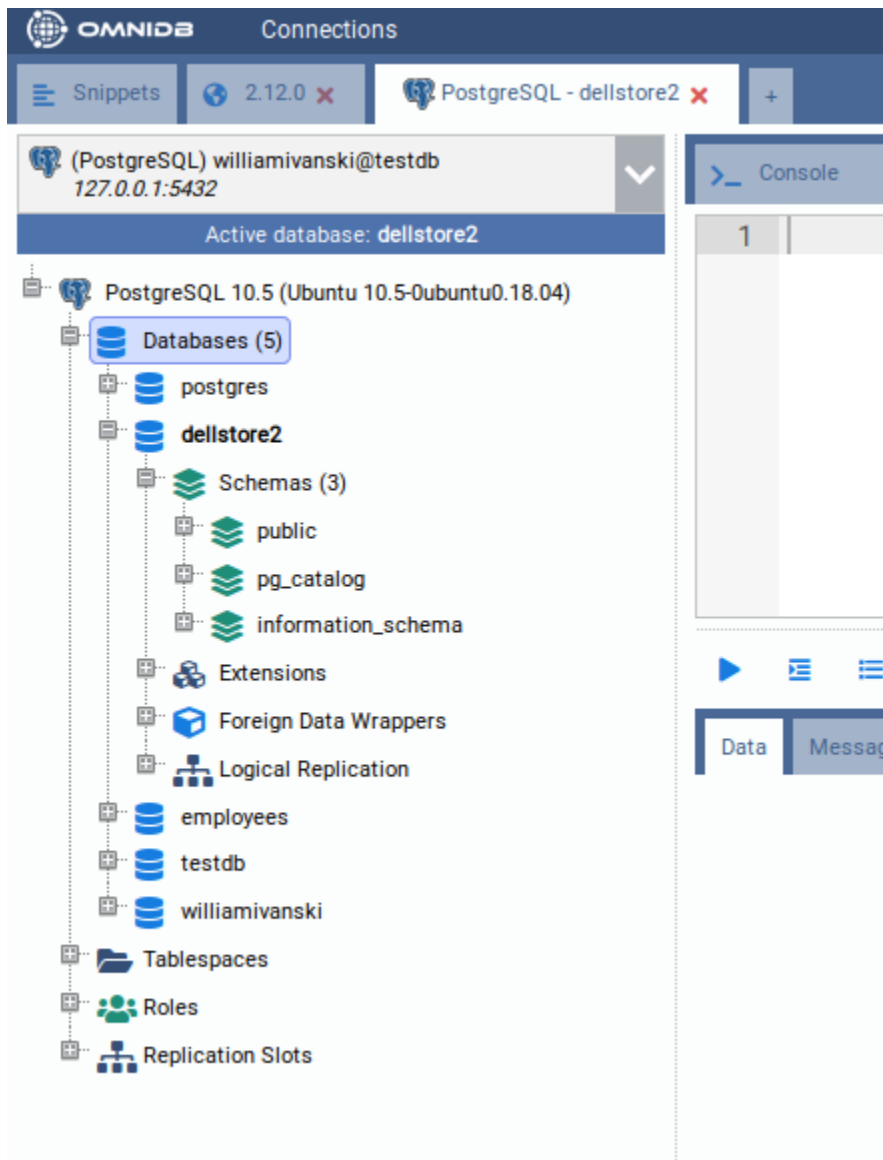 OMNIDB Connections
Snippets 2.12.0 PostgreSQL - dellstore2 +
(PostgreSQL) williamivanski@testdb
127.0.0.1:5432
Active database: dellstore2
PostgreSQL 10.5 (Ubuntu 10.5-0ubuntu0.18.04)
Databases (5)
postgres
dellstore2
Schemas (3)
public
pg_catalog
information_schema
Extensions
Foreign Data Wrappers
Logical Replication
employees
testdb
williamivanski
Tablespaces
Roles
Replication Slots
>_ Console
1
Data Messag